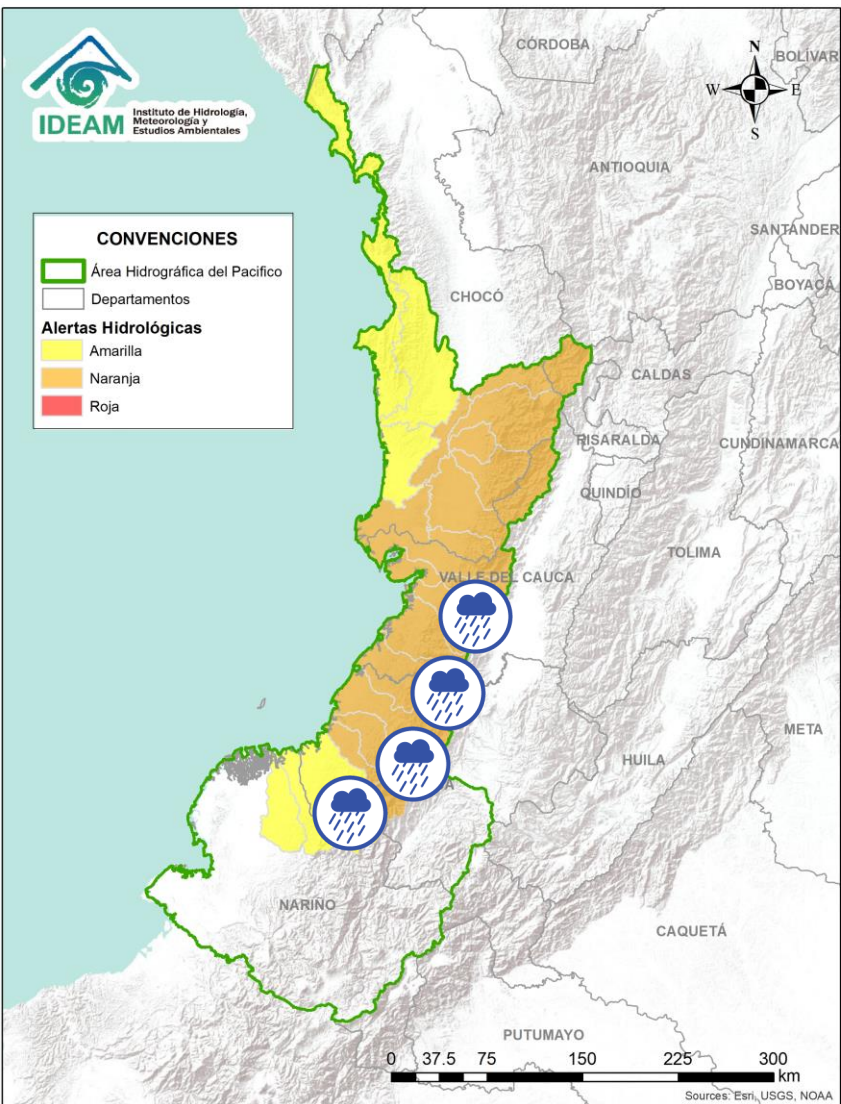 CÓRDOBA
BOLÍVAR
N
W
E
S
IDEAM
Instituto de Hidrología,
Meteorología y
Estudios Ambientales
ANTIOQUIA
SANTANDER
CONVENCIONES
Área Hidrográfica del Pacifico
Departamentos
Alertas Hidrológicas
Amarilla
Naranja
Roja
BOYACÁ
CHOCÓ
CALDAS
RISARALDA
CUNDINAMARCA
QUINDÍO
TOLIMA
VALLE DEL CAUCA
META
HUILA
NARIÑO
CAQUETÁ
PUTUMAYO
0 37.5 75 150 225 300
km
Sources: Esri, USGS, NOAA